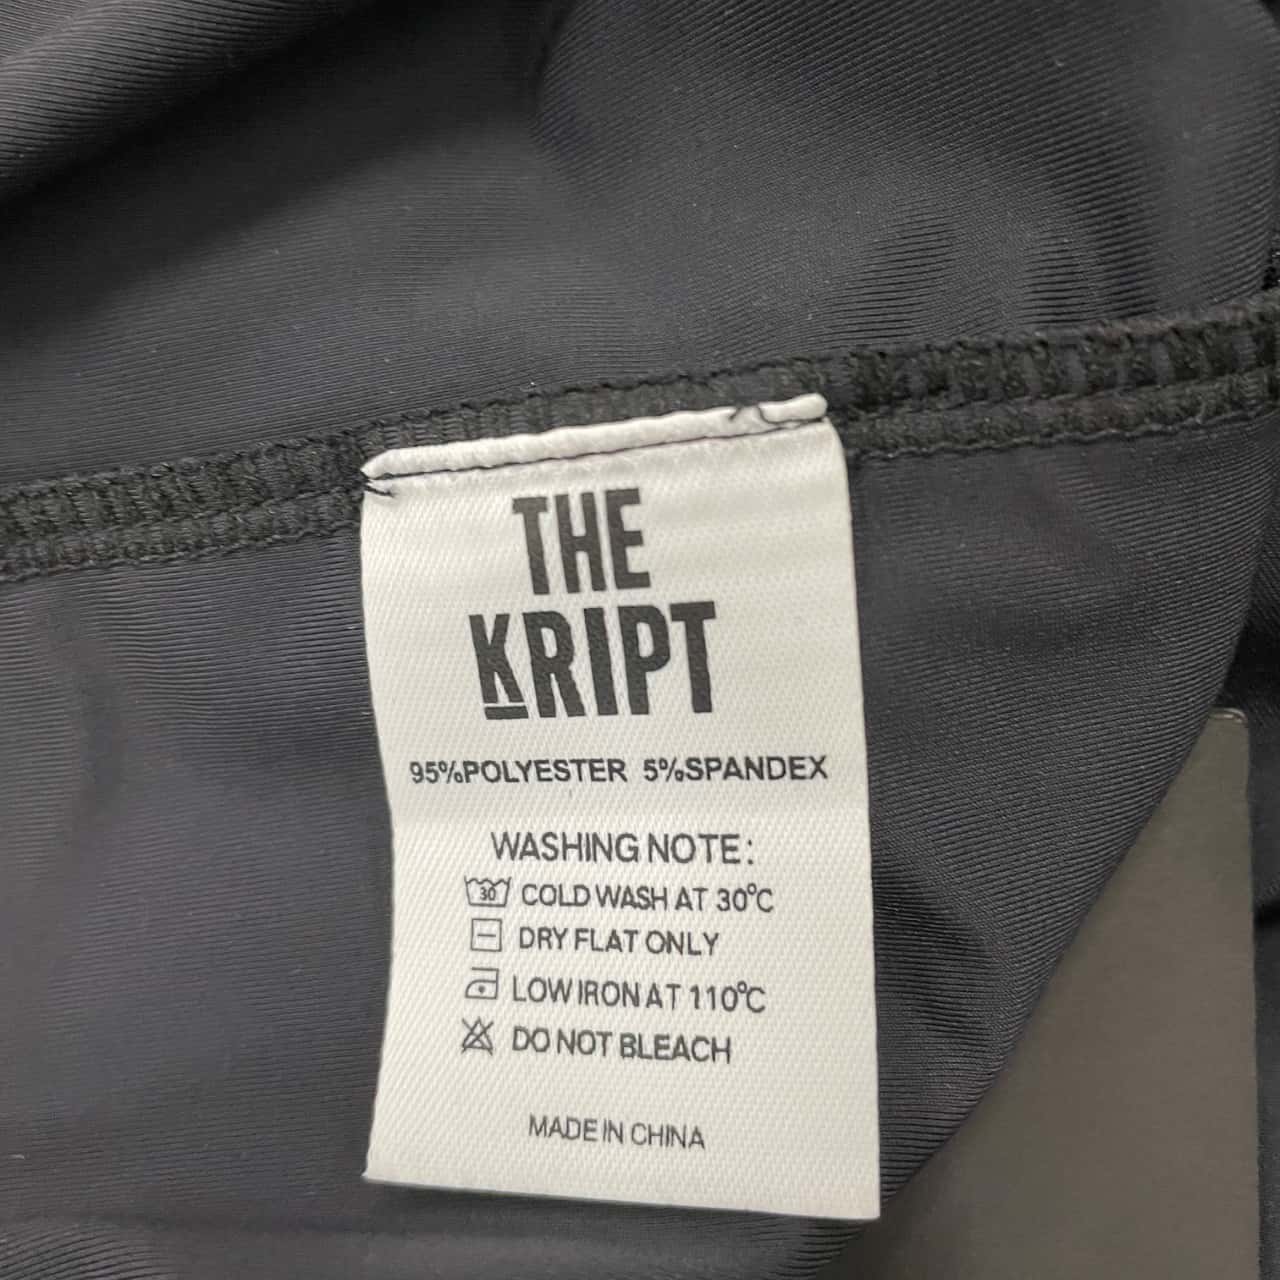 THE
KRIPT
95%POLYESTER 5%SPANDEX
WASHING NOTE:
30 COLD WASH AT 30°C
DRY FLAT ONLY
LOW IRON AT 110°C
DO NOT BLEACH
MADE IN CHINA